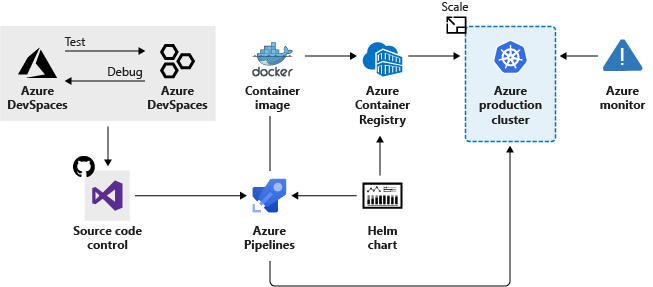 Scale
Test
Debug
Azure
DevSpaces
Azure
DevSpaces
docker
Container
image
Azure
Container
Registry
Azure
production
cluster
Azure
monitor
Source code
control
Azure
Pipelines
Helm
chart